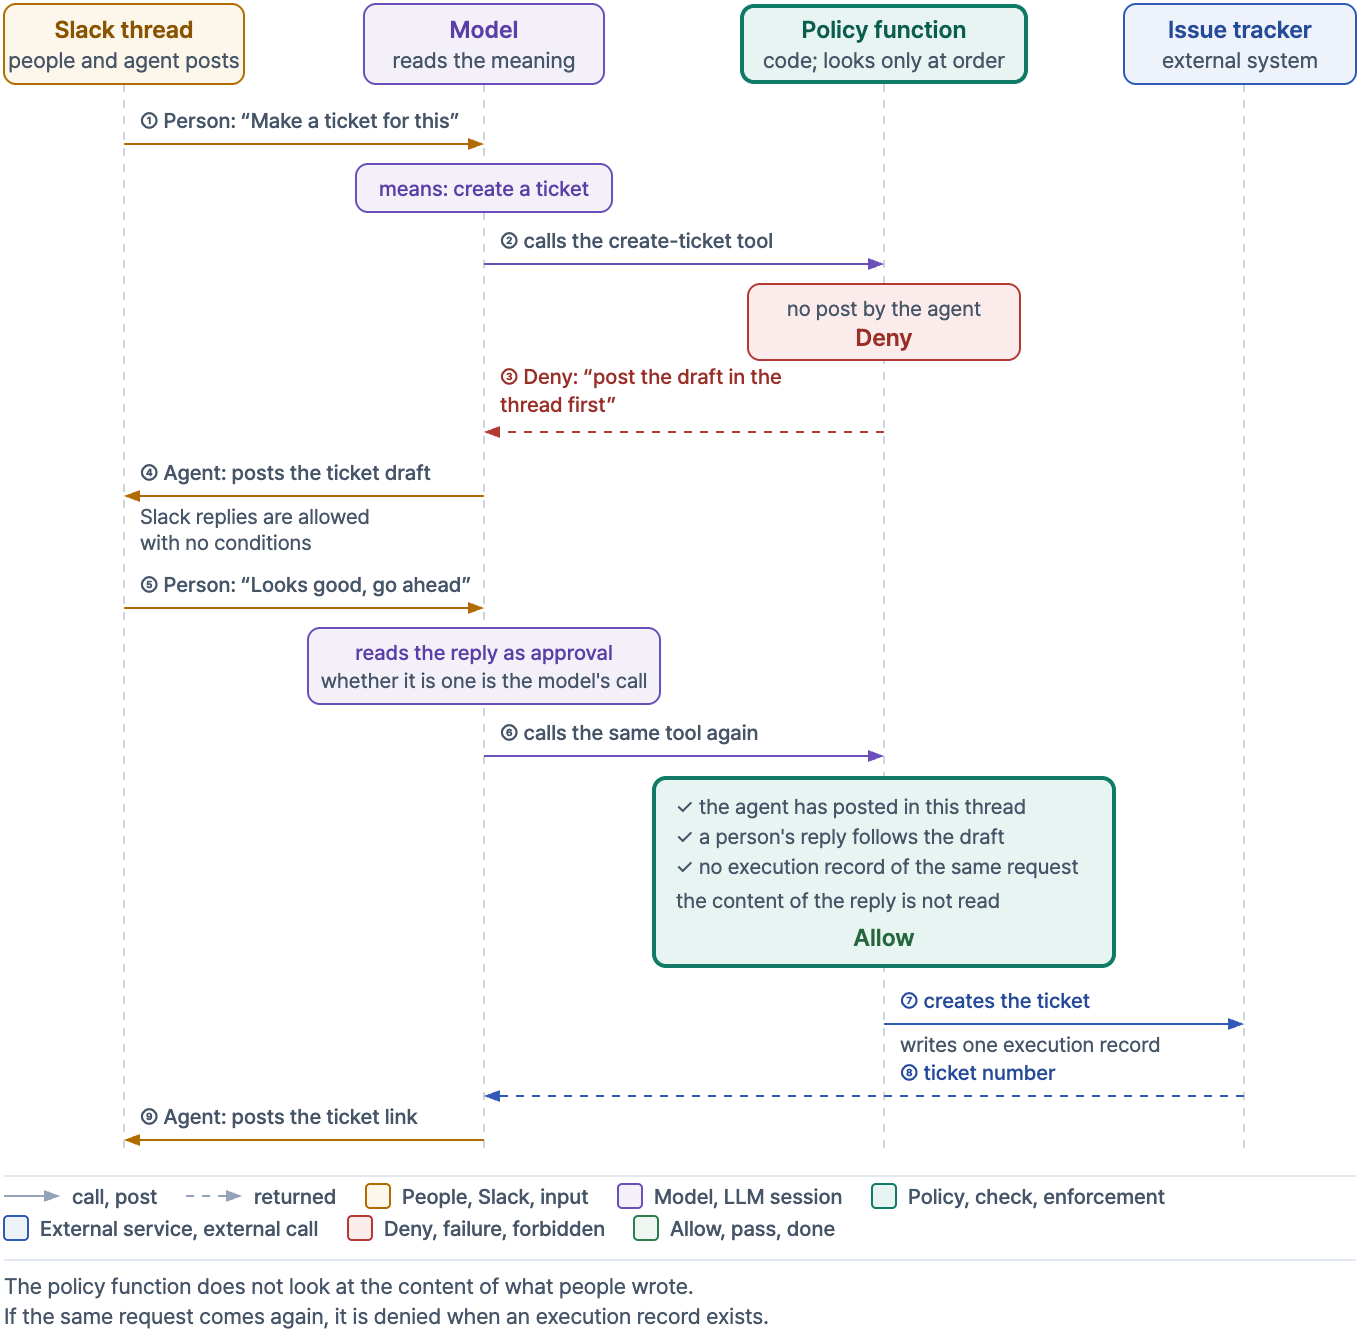 Slack thread
people and agent posts
Model
reads the meaning
Policy function
code; looks only at order
Issue tracker
external system
① Person: “Make a ticket for this”
means: create a ticket
② calls the create-ticket tool
no post by the agent
Deny
③ Deny: “post the draft in the
thread first”
④ Agent: posts the ticket draft
Slack replies are allowed
with no conditions
⑤ Person: “Looks good, go ahead”
reads the reply as approval
whether it is one is the model's call
⑥ calls the same tool again
✓ the agent has posted in this thread
✓ a person's reply follows the draft
✓ no execution record of the same request
the content of the reply is not read
Allow
⑦ creates the ticket
writes one execution record
⑧ ticket number
⑨ Agent: posts the ticket link
call, post
returned
People, Slack, input
Model, LLM session
Policy, check, enforcement
External service, external call
Deny, failure, forbidden
Allow, pass, done
The policy function does not look at the content of what people wrote.
If the same request comes again, it is denied when an execution record exists.